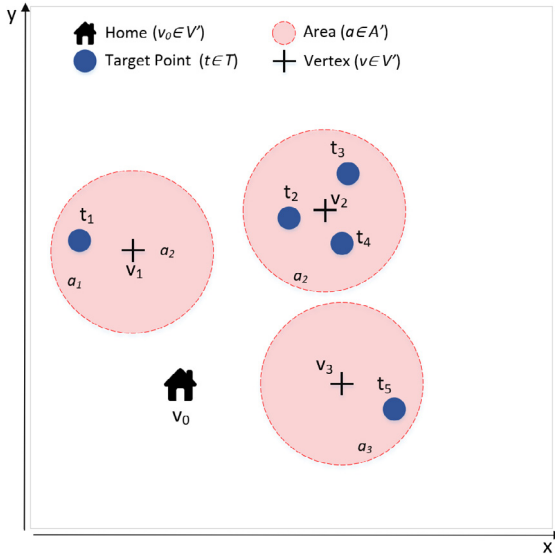 y
Home (v₀∈V′)
Area (a∈A′)
Target Point (t∈T)
Vertex (v∈V′)
t₃
t₂
v₂
t₁
t₄
v₁
a₂
a₁
a₂
v₃
t₅
v₀
a₃
x